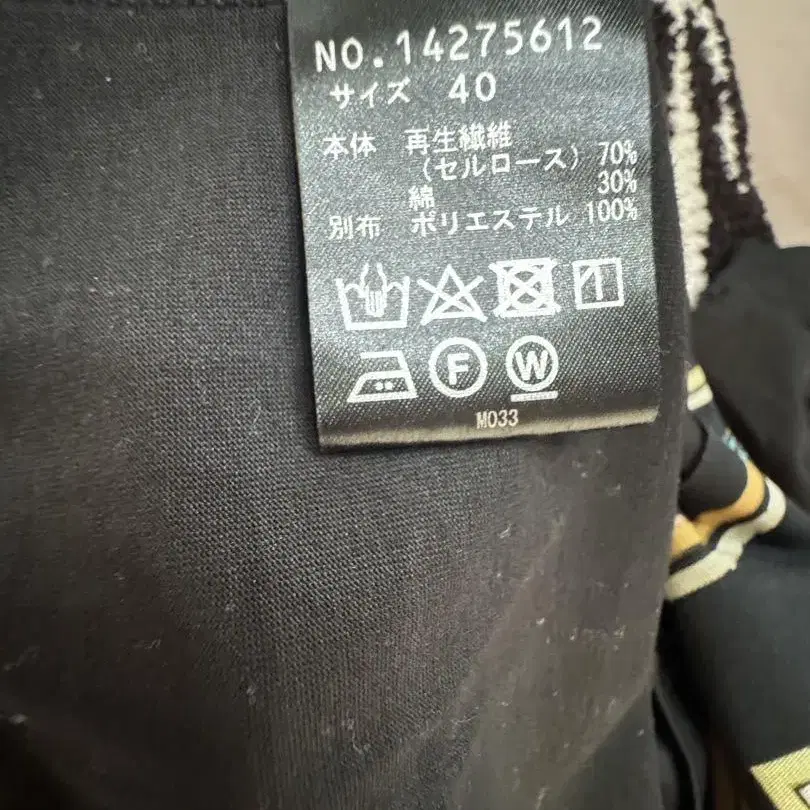 NO.14275612
サイズ 40
本体 再生繊維
(セルロース) 70%
綿 30%
別布 ポリエステル 100%
F W
M033